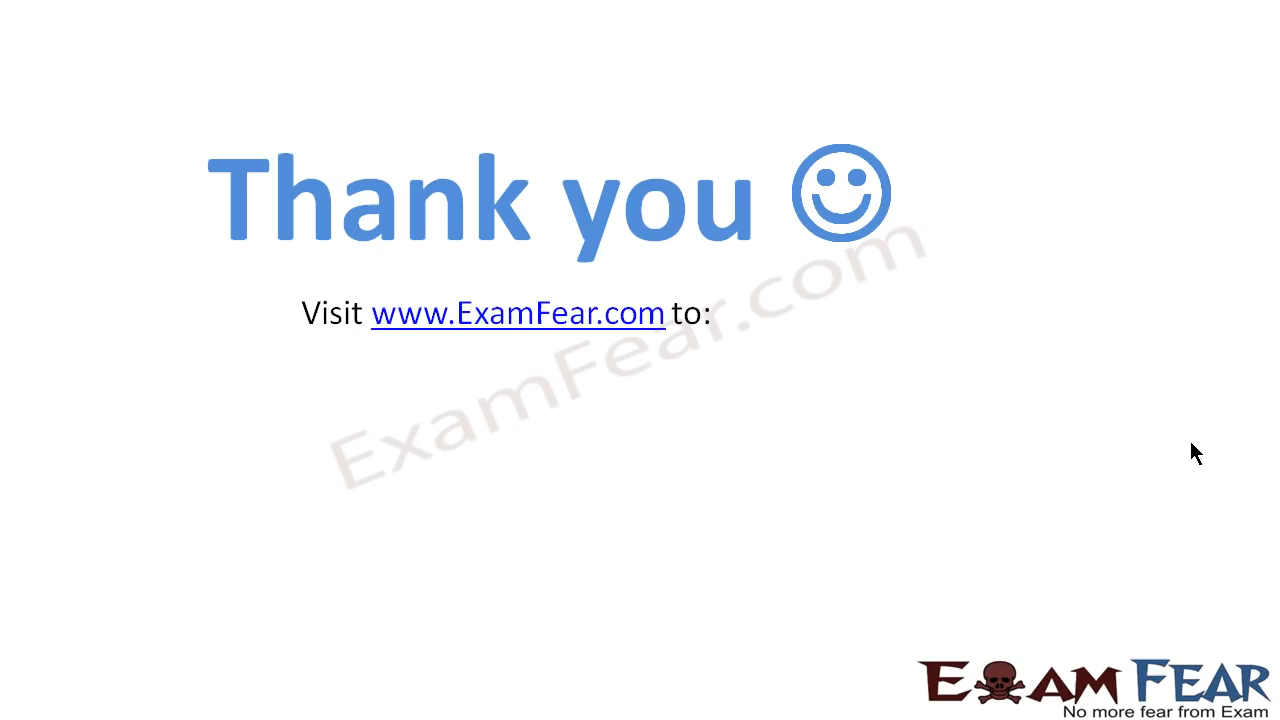 Thank you ☺
Visit www.ExamFear.com to:
ExamFear.com
EXAM FEAR
No more fear from Exam